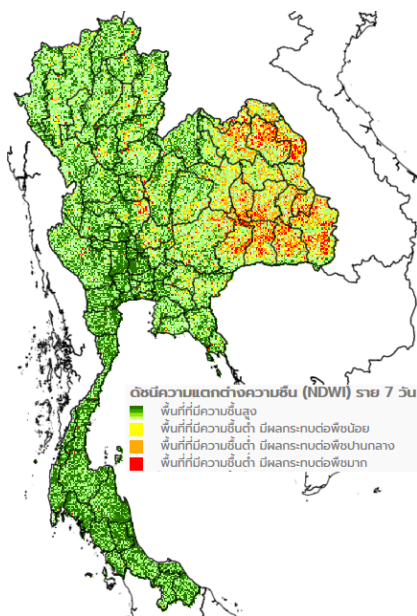 ดัชนีความแตกต่างความชื้น (NDWI) ราย 7 วัน
พื้นที่ที่มีความชื้นสูง
พื้นที่ที่มีความชื้นต่ำ มีผลกระทบต่อพืชน้อย
พื้นที่ที่มีความชื้นต่ำ มีผลกระทบต่อพืชปานกลาง
พื้นที่ที่มีความชื้นต่ำ มีผลกระทบต่อพืชมาก